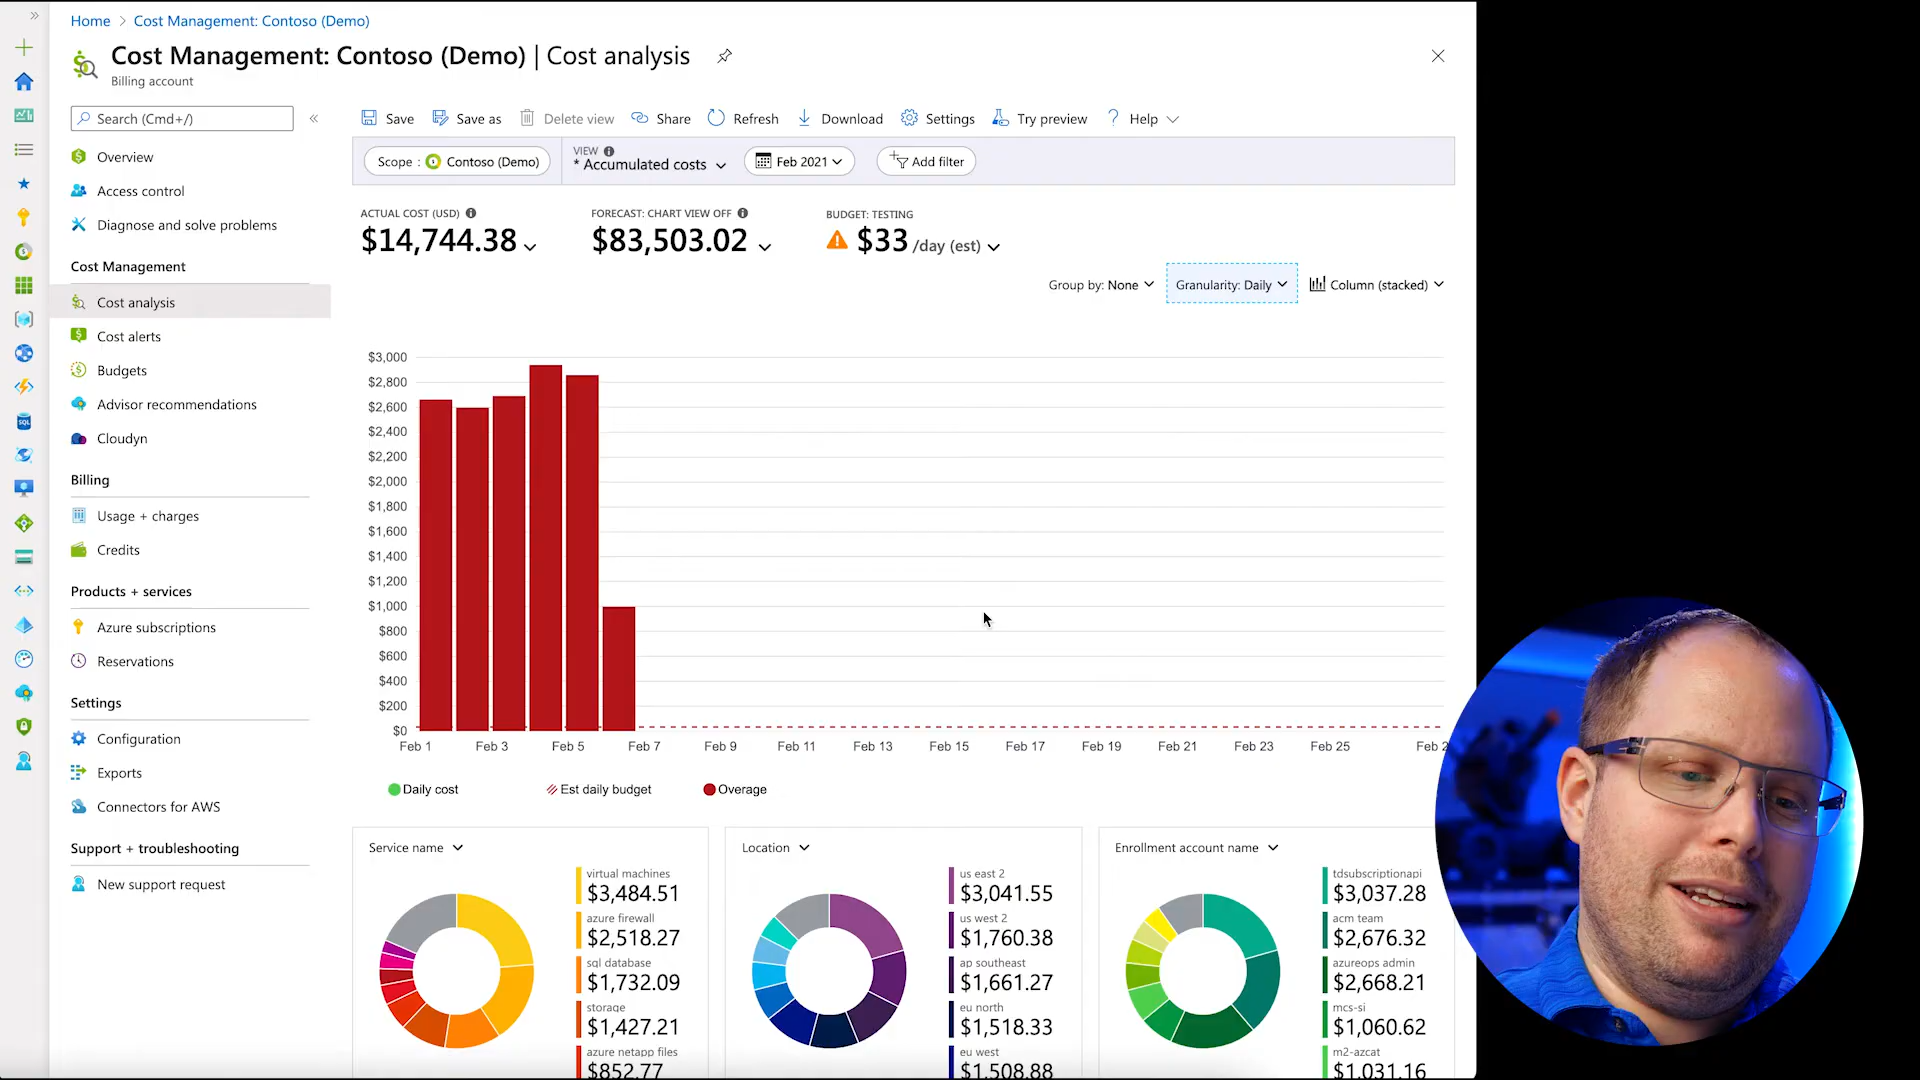 Home > Cost Management: Contoso (Demo)
Cost Management: Contoso (Demo) | Cost analysis
Billing account
Search (Cmd+/)
Overview
Access control
Diagnose and solve problems
Cost Management
Cost analysis
Cost alerts
Budgets
Advisor recommendations
Cloudyn
Billing
Usage + charges
Credits
Products + services
Azure subscriptions
Reservations
Settings
Configuration
Exports
Connectors for AWS
Support + troubleshooting
New support request
Save Save as Delete view Share Refresh Download Settings Try preview ? Help
Scope : Contoso (Demo)
VIEW
* Accumulated costs
Feb 2021
Add filter
ACTUAL COST (USD)
$14,744.38
FORECAST: CHART VIEW OFF
$83,503.02
BUDGET: TESTING
$33 /day (est)
Group by: None
Granularity: Daily
Column (stacked)
$3,000
$2,800
$2,600
$2,400
$2,200
$2,000
$1,800
$1,600
$1,400
$1,200
$1,000
$800
$600
$400
$200
$0
Feb 1 Feb 3 Feb 5 Feb 7 Feb 9 Feb 11 Feb 13 Feb 15 Feb 17 Feb 19 Feb 21 Feb 23 Feb 25 Feb 2
Daily cost Est daily budget Overage
Service name
virtual machines
$3,484.51
azure firewall
$2,518.27
sql database
$1,732.09
storage
$1,427.21
azure netapp files
$852.77
Location
us east 2
$3,041.55
us west 2
$1,760.38
ap southeast
$1,661.27
eu north
$1,518.33
eu west
$1,508.88
Enrollment account name
tdsubscriptionapi
$3,037.28
acm team
$2,676.32
azureops admin
$2,668.21
mcs-si
$1,060.62
m2-azcat
$1,031.16
SQL